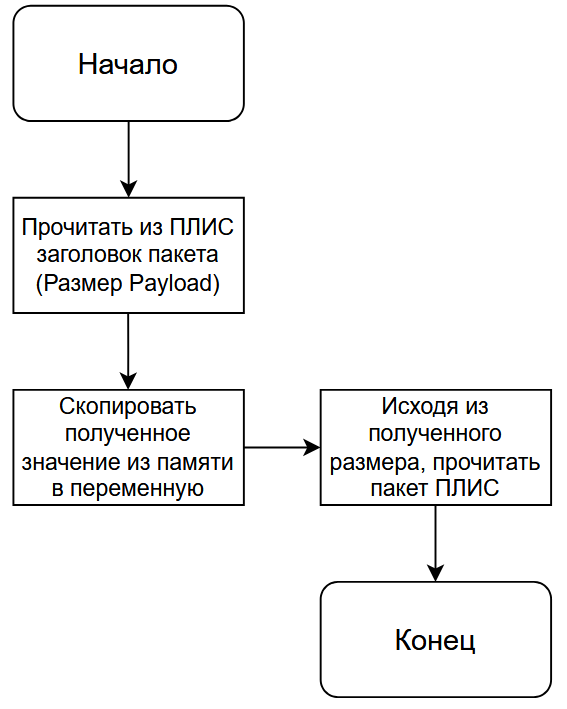 Начало
Прочитать из ПЛИС
заголовок пакета
(Размер Payload)
Скопировать
полученное
значение из памяти
в переменную
Исходя из
полученного
размера, прочитать
пакет ПЛИС
Конец